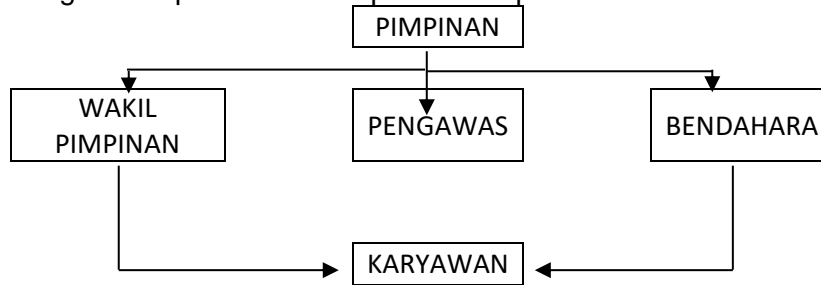 PIMPINAN
WAKIL
PIMPINAN
PENGAWAS
BENDAHARA
KARYAWAN